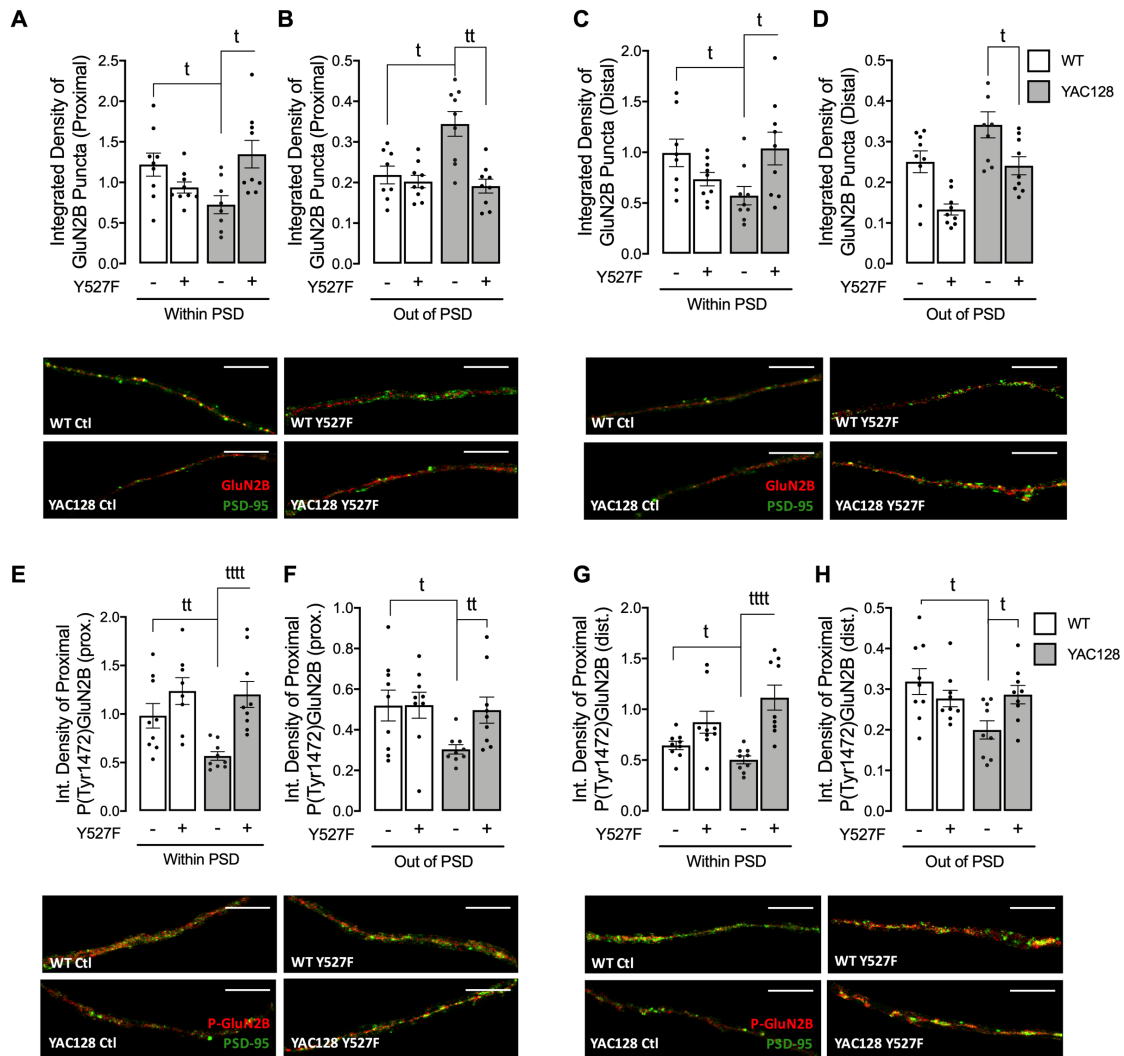 A
B
C
D
t
t
Integrated Density of
GluN2B Puncta (Proximal)
2.5
2.0
1.5
1.0
0.5
0.0
Y527F
- + - +
Within PSD
t
tt
Integrated Density of
GluN2B Puncta (Proximal)
0.5
0.4
0.3
0.2
0.1
0.0
- + - +
Out of PSD
t
t
Integrated Density of
GluN2B Puncta (Distal)
2.0
1.5
1.0
0.5
0.0
Y527F
- + - +
Within PSD
t
Integrated Density of
GluN2B Puncta (Distal)
0.5
0.4
0.3
0.2
0.1
0.0
- + - +
Out of PSD
WT
YAC128
WT Ctl
WT Y527F
YAC128 Ctl
GluN2B
PSD-95
YAC128 Y527F
WT Ctl
WT Y527F
YAC128 Ctl
GluN2B
PSD-95
YAC128 Y527F
E
F
G
H
tt
tttt
Int. Density of Proximal
P(Tyr1472)GluN2B (prox.)
2.0
1.5
1.0
0.5
0.0
Y527F
- + - +
Within PSD
t
tt
Int. Density of Proximal
P(Tyr1472)GluN2B (prox.)
1.0
0.8
0.6
0.4
0.2
0.0
- + - +
Out of PSD
t
tttt
Int. Density of Proximal
P(Tyr1472)GluN2B (dist.)
2.0
1.5
1.0
0.5
0.0
Y527F
- + - +
Within PSD
t
t
Int. Density of Proximal
P(Tyr1472)GluN2B (dist.)
0.5
0.4
0.3
0.2
0.1
0.0
- + - +
Out of PSD
WT
YAC128
WT Ctl
WT Y527F
YAC128 Ctl
P-GluN2B
PSD-95
YAC128 Y527F
WT Ctl
WT Y527F
YAC128 Ctl
P-GluN2B
PSD-95
YAC128 Y527F